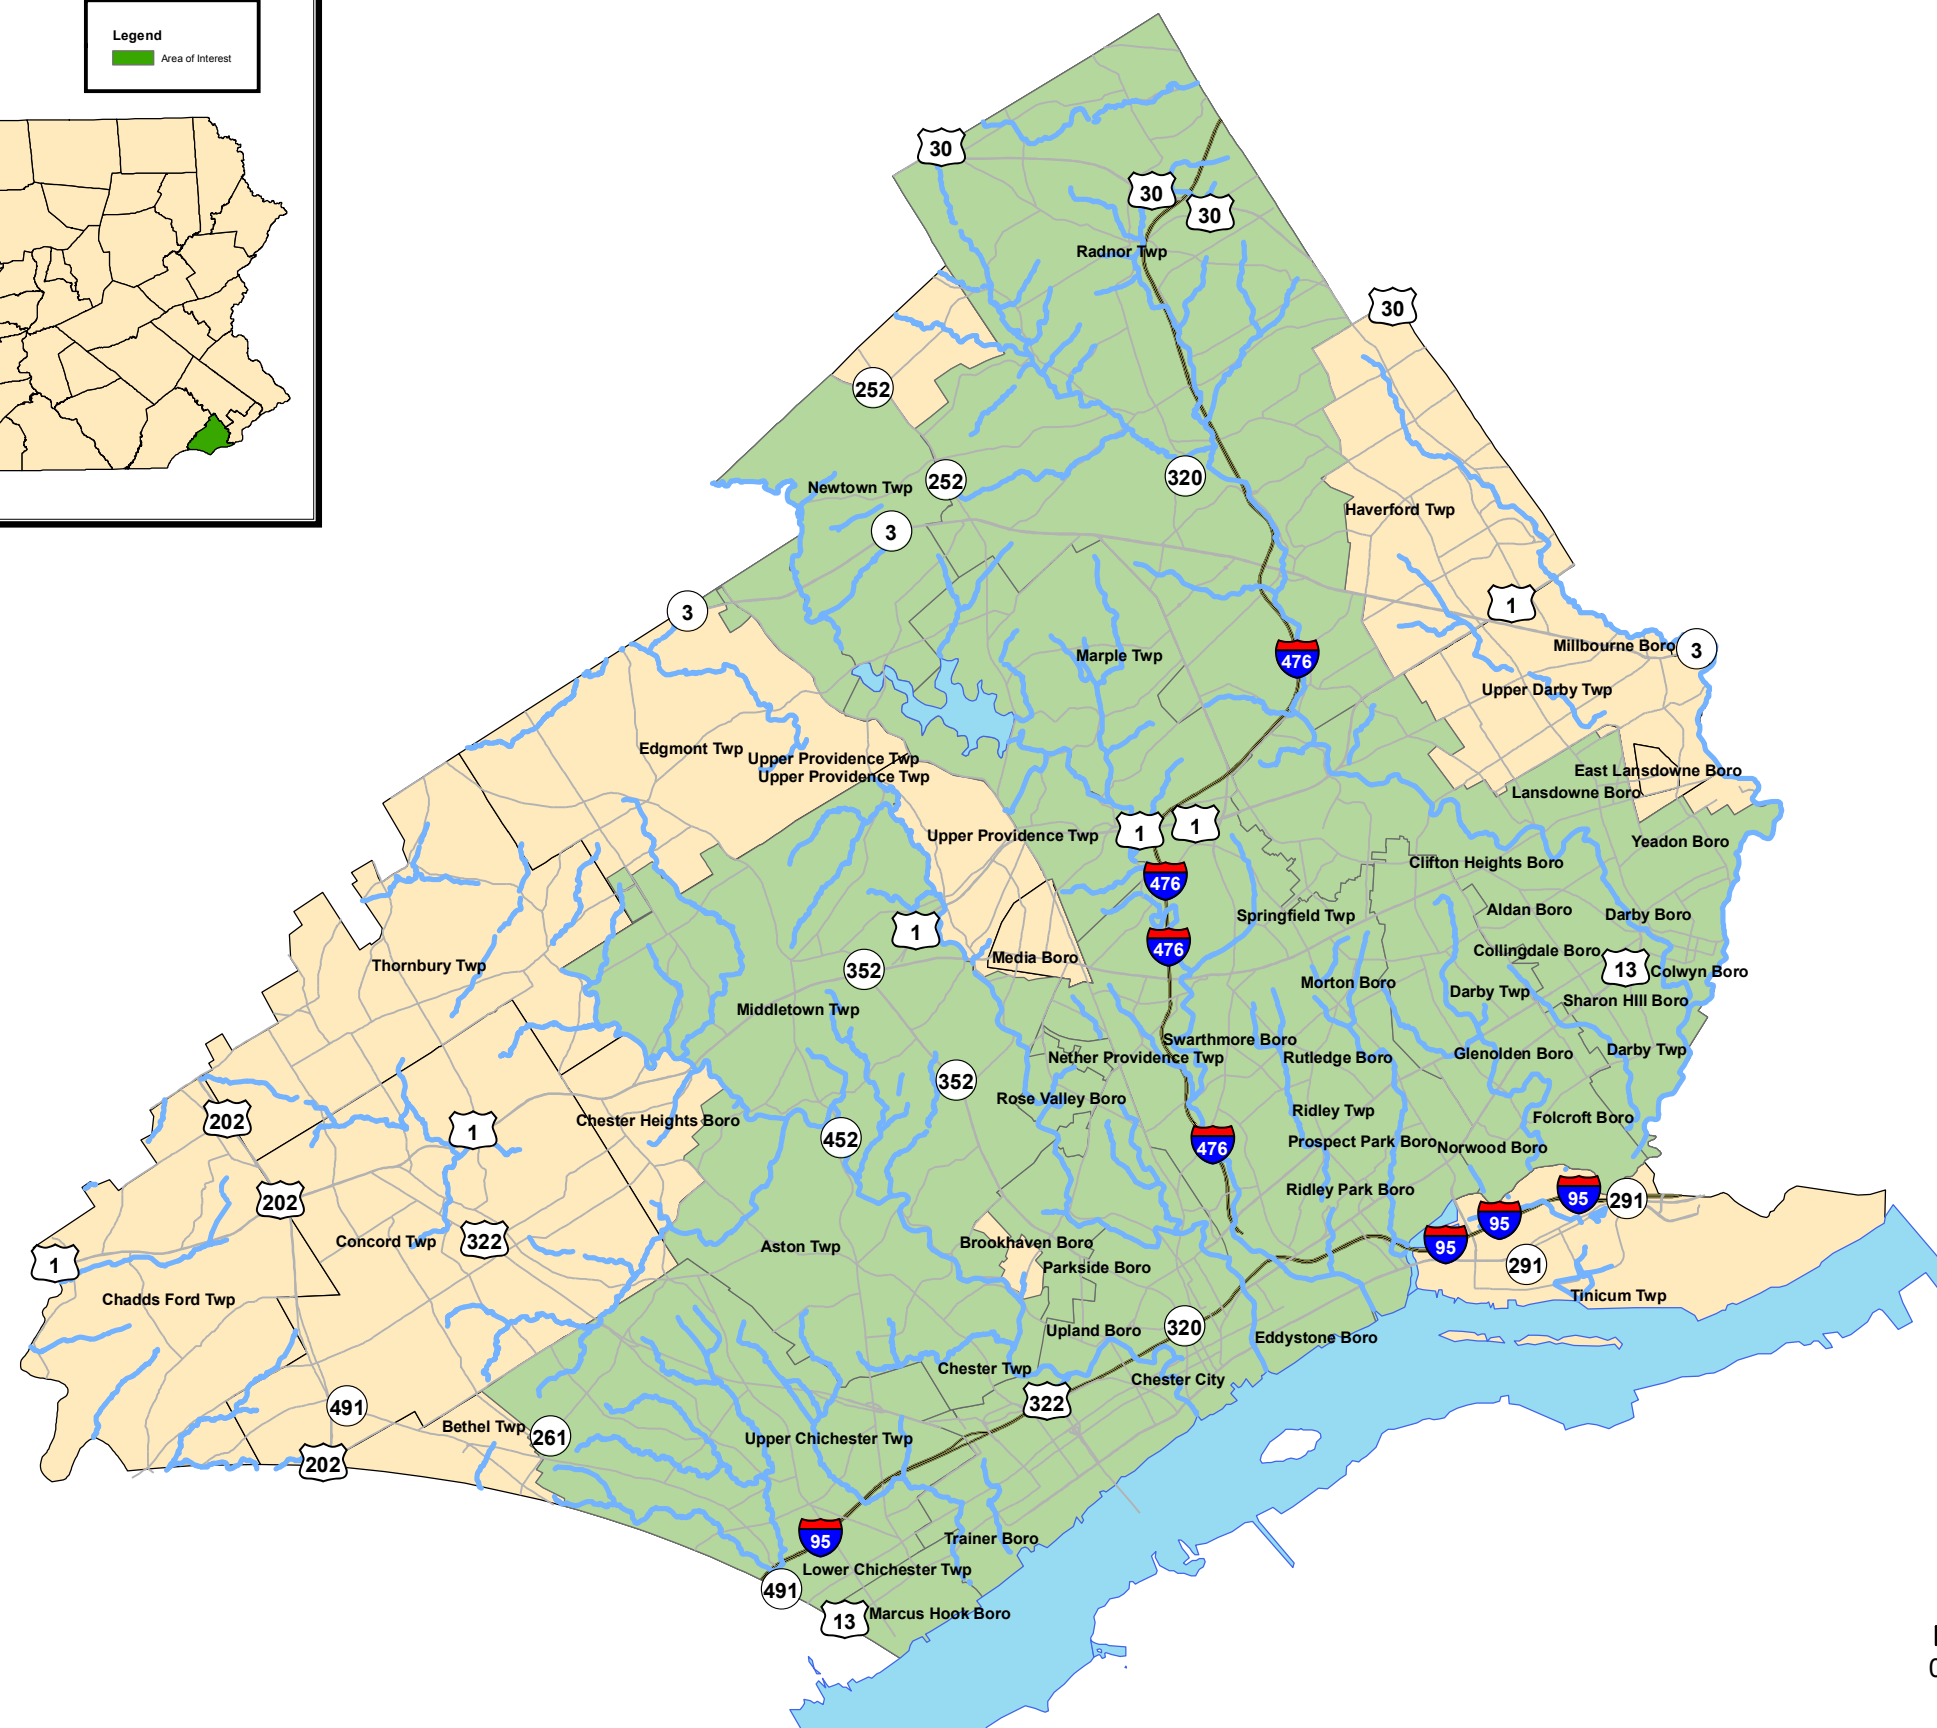 Legend
Area of Interest
30
30
30
Radnor Twp
30
252
252
320
Newtown Twp
3
Haverford Twp
3
1
Millbourne Boro
3
476
Marple Twp
Upper Darby Twp
Edgmont Twp
Upper Providence Twp
Upper Providence Twp
East Lansdowne Boro
Lansdowne Boro
Upper Providence Twp
1
1
Yeadon Boro
Clifton Heights Boro
476
Springfield Twp
Aldan Boro
Darby Boro
1
476
Media Boro
Collingdale Boro
13
Colwyn Boro
Thornbury Twp
352
Morton Boro
Darby Twp
Sharon HIll Boro
Middletown Twp
Swarthmore Boro
Nether Providence Twp
Rutledge Boro
Glenolden Boro
Darby Twp
352
Rose Valley Boro
Ridley Twp
Folcroft Boro
202
1
Chester Heights Boro
452
476
Prospect Park Boro
Norwood Boro
202
Ridley Park Boro
95
291
95
Concord Twp
322
Aston Twp
Brookhaven Boro
95
1
Parkside Boro
291
Chadds Ford Twp
Tinicum Twp
Upland Boro
320
Eddystone Boro
Chester Twp
Chester City
491
322
Bethel Twp
261
Upper Chichester Twp
202
95
Trainer Boro
Lower Chichester Twp
491
13
Marcus Hook Boro